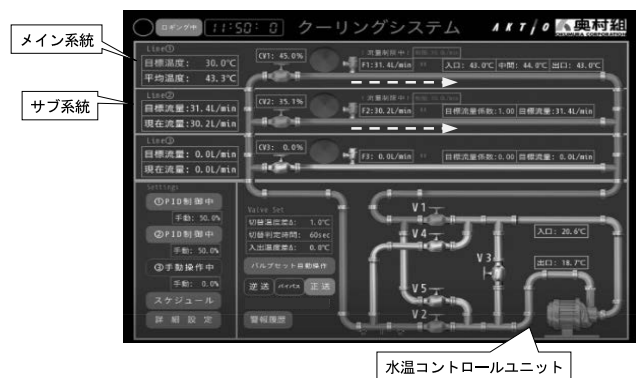 メイン系統
サブ系統
ロギング中 11:50: 0 クーリングシステム AKTIO 奥村組
OKUMURA CORPORATION
Line①
目標温度: 30.0℃
平均温度: 43.3℃
CV1: 45.0%
F1:31.4L/min
入口: 43.0℃ 中間: 44.0℃ 出口: 43.0℃
Line②
目標流量:31.4L/min
現在流量:30.2L/min
CV2: 35.1%
F2:30.2L/min
目標流量係数:1.00 目標流量:31.4L/min
Line③
目標流量: 0.0L/min
現在流量: 0.0L/min
CV3: 0.0%
F3: 0.0L/min
目標流量係数:0.00 目標流量: 0.0L/min
Settings
①PID制御中
手動: 50.0%
②PID制御中
手動: 50.0%
③手動操作中
手動: 0.0%
スケジュール
詳細設定
Valve Set
切替温度差Δ: 1.0℃
切替判定時間: 60sec
入出温度差Δ: 0.0℃
バルブセット自動操作
逆送 バイパス 正送
警報履歴
V1
V4
V3
V5
V2
入口: 20.6℃
出口: 18.7℃
水温コントロールユニット